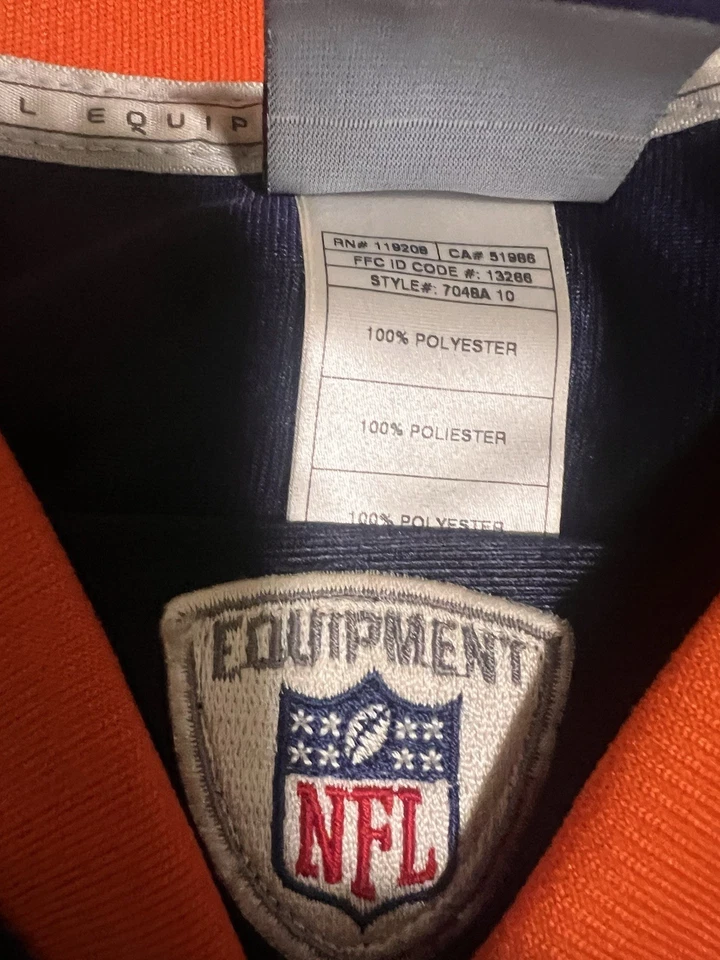 L EQUIP
RN# 119208 CA# 51986
FFC ID CODE #: 13266
STYLE#: 7048A 10
100% POLYESTER
100% POLIESTER
100% POLYESTER
EQUIPMENT
NFL